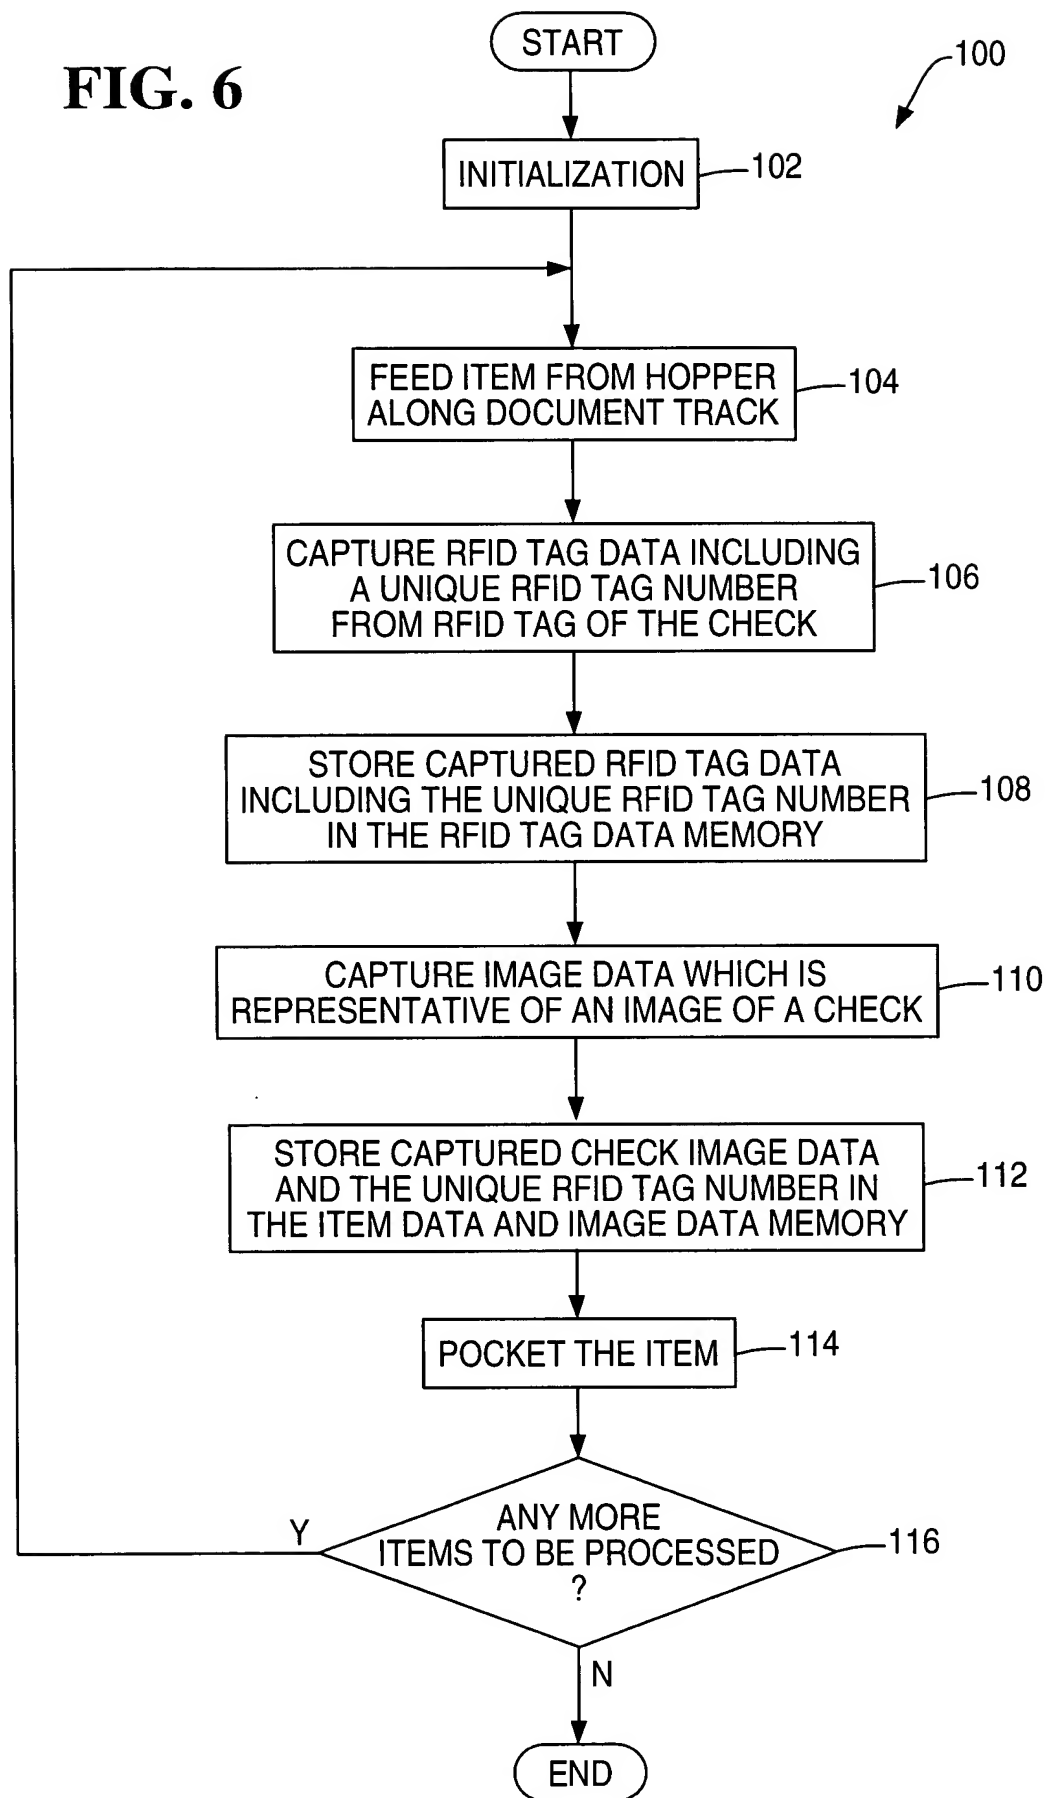 START
100
FIG. 6
INITIALIZATION
102
FEED ITEM FROM HOPPER
ALONG DOCUMENT TRACK
104
CAPTURE RFID TAG DATA INCLUDING
A UNIQUE RFID TAG NUMBER
FROM RFID TAG OF THE CHECK
106
STORE CAPTURED RFID TAG DATA
INCLUDING THE UNIQUE RFID TAG NUMBER
IN THE RFID TAG DATA MEMORY
108
CAPTURE IMAGE DATA WHICH IS
REPRESENTATIVE OF AN IMAGE OF A CHECK
110
STORE CAPTURED CHECK IMAGE DATA
AND THE UNIQUE RFID TAG NUMBER IN
THE ITEM DATA AND IMAGE DATA MEMORY
112
POCKET THE ITEM
114
ANY MORE
ITEMS TO BE PROCESSED
?
116
Y
N
END